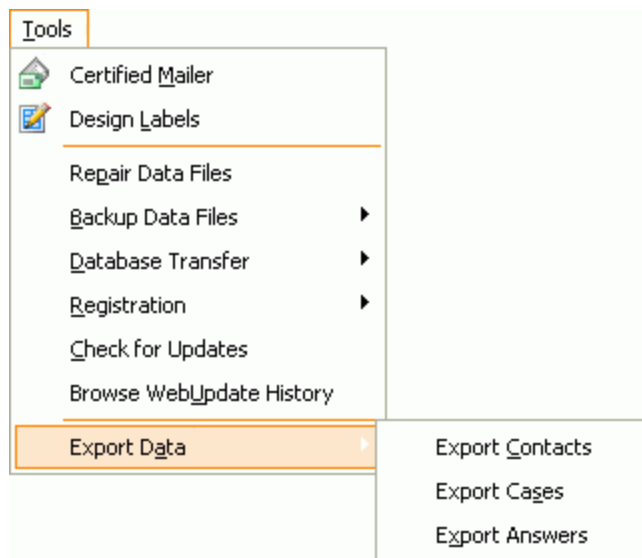 Tools
Certified Mailer
Design Labels
Repair Data Files
Backup Data Files
Database Transfer
Registration
Check for Updates
Browse WebUpdate History
Export Data
Export Contacts
Export Cases
Export Answers